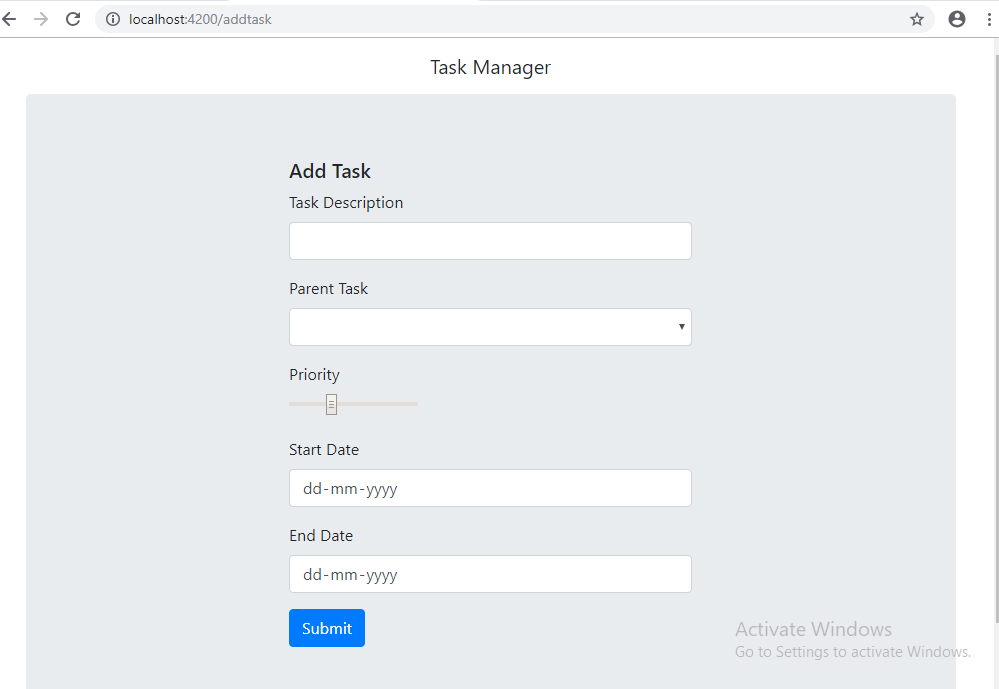 localhost:4200/addtask
Task Manager
Add Task
Task Description
Parent Task
Priority
Start Date
dd-mm-yyyy
End Date
dd-mm-yyyy
Submit
Activate Windows
Go to Settings to activate Windows.